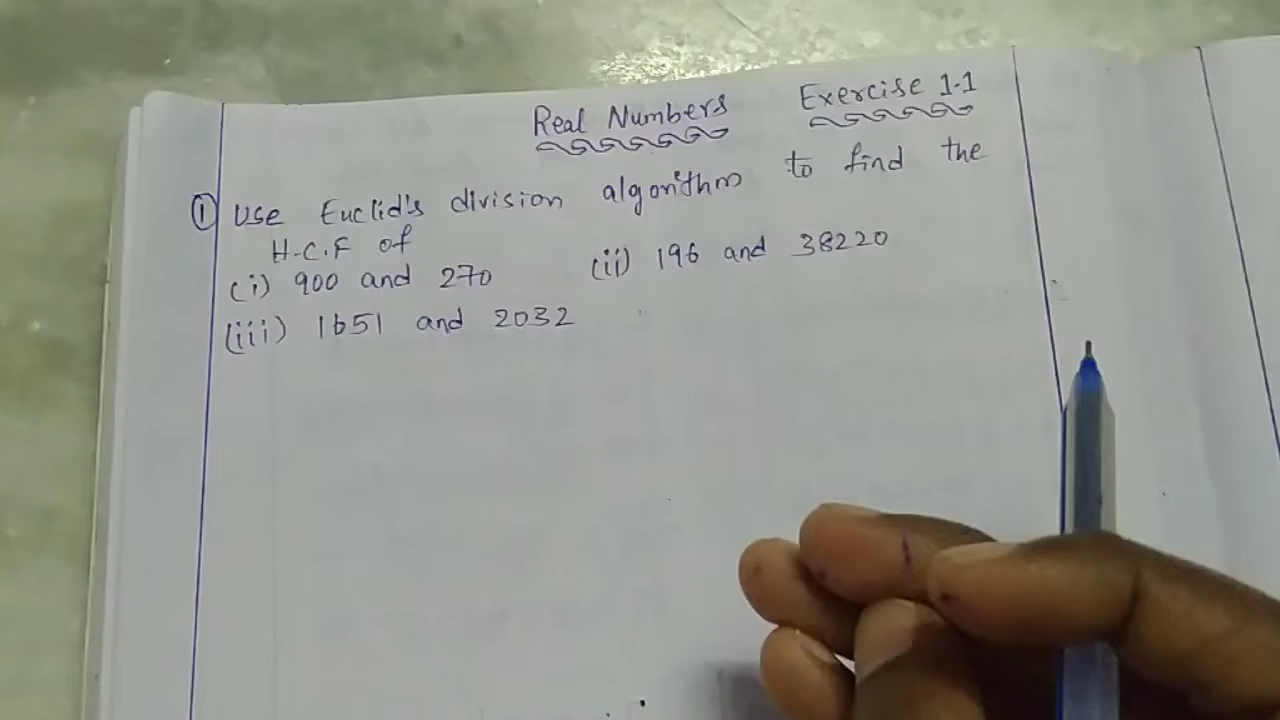 Real Numbers Exercise 1.1
① Use Euclid's division algorithm to find the
H.C.F of
(i) 900 and 270 (ii) 196 and 38220
(iii) 1651 and 2032